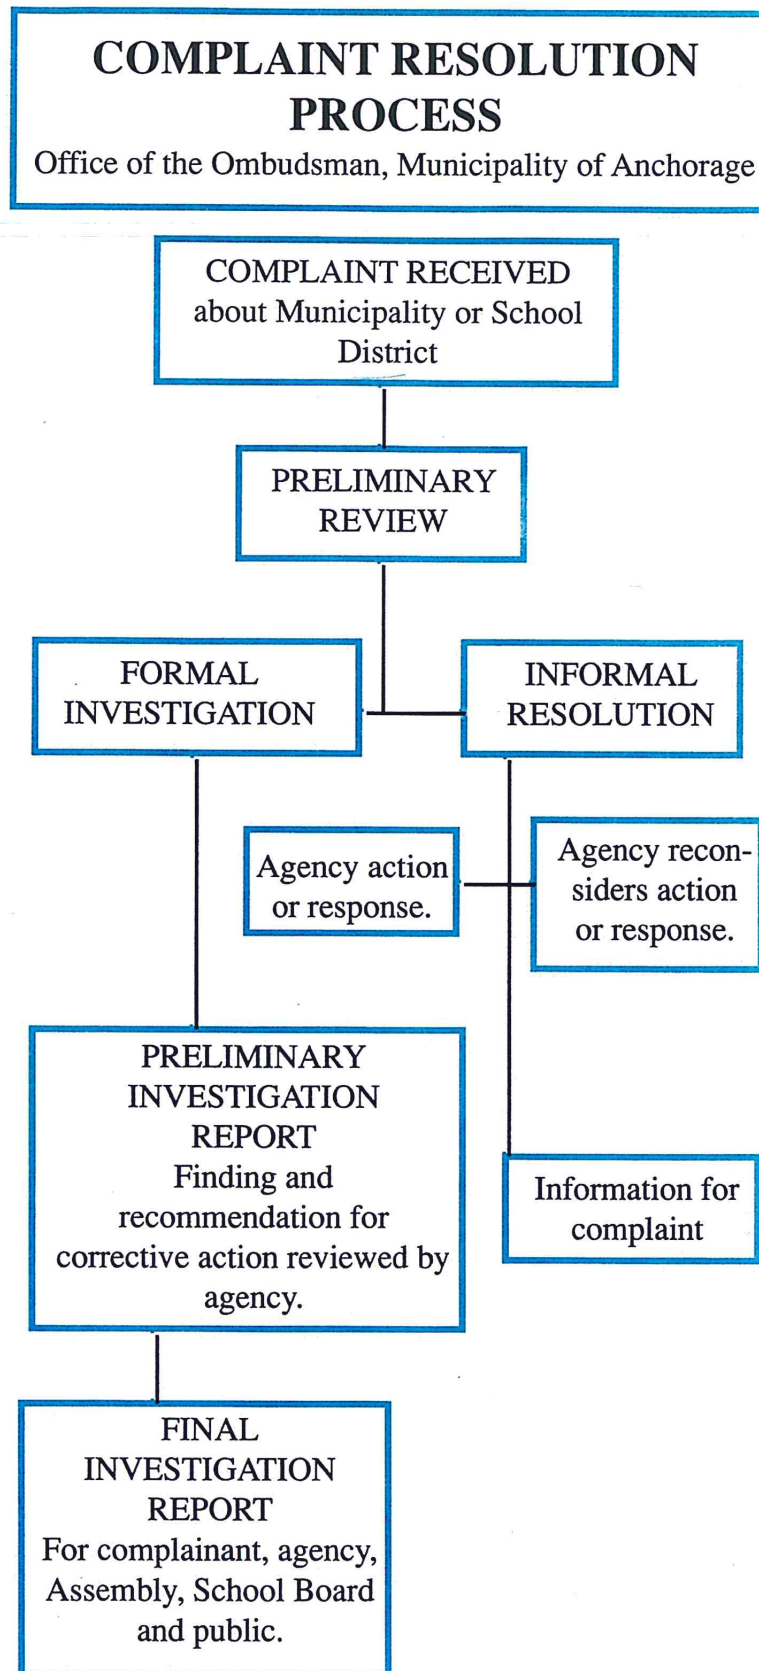 COMPLAINT RESOLUTION
PROCESS
Office of the Ombudsman, Municipality of Anchorage
COMPLAINT RECEIVED
about Municipality or School
District
PRELIMINARY
REVIEW
FORMAL
INVESTIGATION
INFORMAL
RESOLUTION
Agency action
or response.
Agency recon-
siders action
or response.
PRELIMINARY
INVESTIGATION
REPORT
Finding and
recommendation for
corrective action reviewed by
agency.
Information for
complaint
FINAL
INVESTIGATION
REPORT
For complainant, agency,
Assembly, School Board
and public.